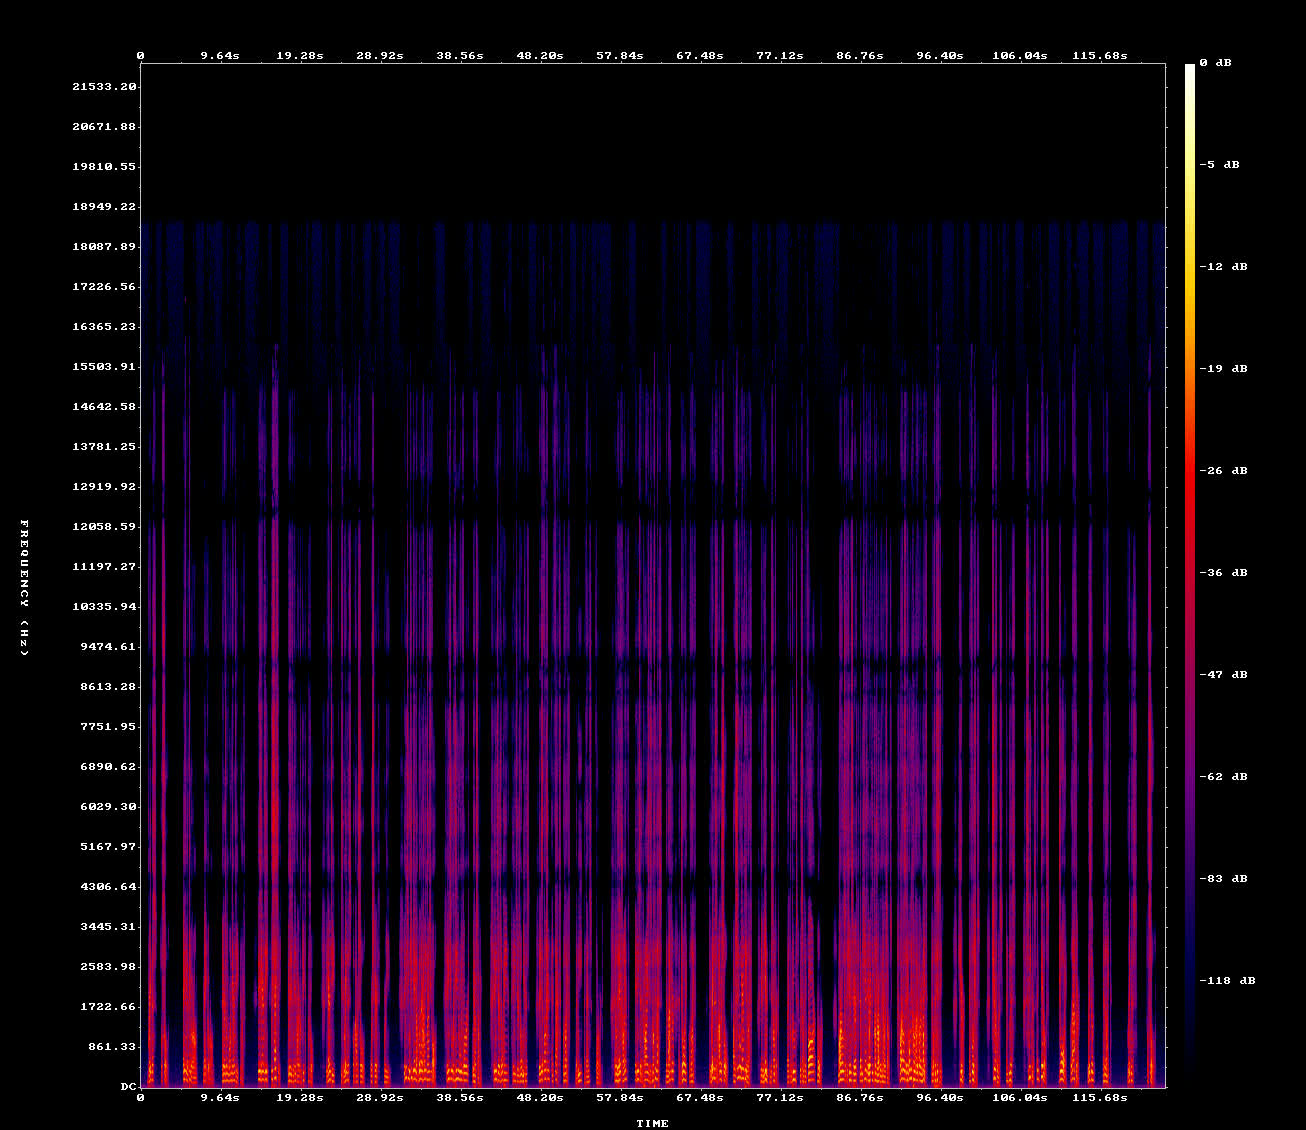 0 9.64s 19.28s 28.92s 38.56s 48.20s 57.84s 67.48s 77.12s 86.76s 96.40s 106.04s 115.68s
0 dB
21533.20
20671.88
19810.55
-5 dB
18949.22
18087.89
-12 dB
17226.56
16365.23
15503.91
-19 dB
14642.58
13781.25
-26 dB
12919.92
12058.59
11197.27
-36 dB
10335.94
9474.61
-47 dB
8613.28
7751.95
6890.62
-62 dB
6029.30
5167.97
4306.64
-83 dB
3445.31
2583.98
-118 dB
1722.66
861.33
DC
FREQUENCY (Hz)
0 9.64s 19.28s 28.92s 38.56s 48.20s 57.84s 67.48s 77.12s 86.76s 96.40s 106.04s 115.68s
TIME